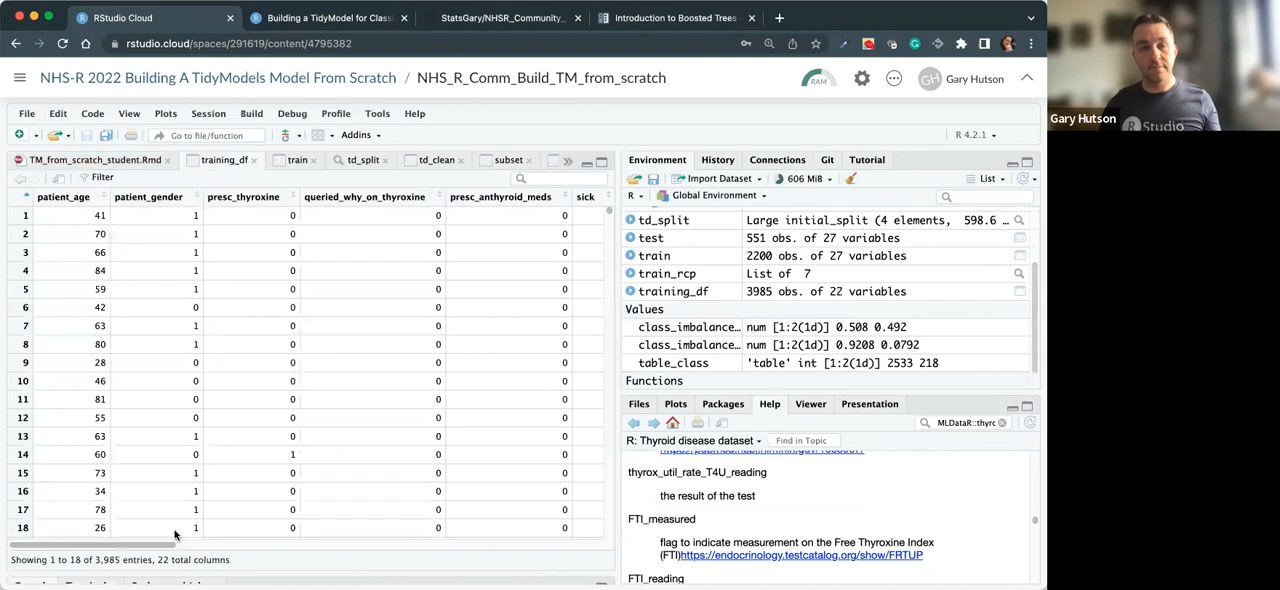 RStudio Cloud
Building a TidyModel for Class
StatsGary/NHSR_Community_
Introduction to Boosted Trees
rstudio.cloud/spaces/291619/content/4795382
NHS-R 2022 Building A TidyModels Model From Scratch / NHS_R_Comm_Build_TM_from_scratch
RAM
GH
Gary Hutson
File Edit Code View Plots Session Build Debug Profile Tools Help
Go to file/function
Addins
R 4.2.1
TM_from_scratch_student.Rmd
training_df
train
td_split
td_clean
subset
Filter
patient_age patient_gender presc_thyroxine queried_why_on_thyroxine presc_anthyroid_meds sick
1 41 1 0 0 0
2 70 1 0 0 0
3 66 1 0 0 0
4 84 1 0 0 0
5 59 1 0 0 0
6 42 0 0 0 0
7 63 1 0 0 0
8 80 1 0 0 0
9 28 0 0 0 0
10 46 0 0 0 0
11 81 0 0 0 0
12 55 0 0 0 0
13 63 1 0 0 0
14 60 0 1 0 0
15 73 1 0 0 0
16 34 1 0 0 0
17 78 1 0 0 0
18 26 1 0 0 0
Showing 1 to 18 of 3,985 entries, 22 total columns
Environment History Connections Git Tutorial
Import Dataset 606 MiB List
R Global Environment
td_split Large initial_split (4 elements, 598.6 …
test 551 obs. of 27 variables
train 2200 obs. of 27 variables
train_rcp List of 7
training_df 3985 obs. of 22 variables
Values
class_imbalance… num [1:2(1d)] 0.508 0.492
class_imbalance… num [1:2(1d)] 0.9208 0.0792
table_class 'table' int [1:2(1d)] 2533 218
Functions
Files Plots Packages Help Viewer Presentation
MLDataR::thyrc
R: Thyroid disease dataset Find in Topic
thyrox_util_rate_T4U_reading
the result of the test
FTI_measured
flag to indicate measurement on the Free Thyroxine Index
(FTI)https://endocrinology.testcatalog.org/show/FRTUP
FTI_reading
Gary Hutson
R Studio